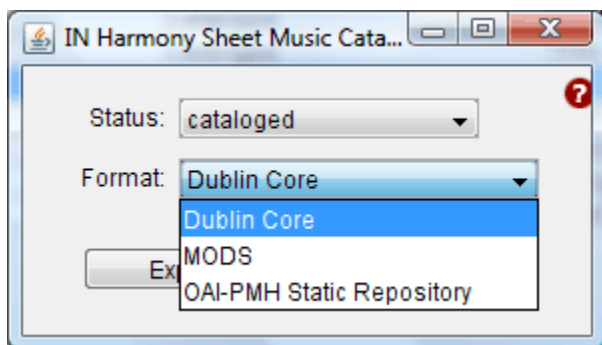 IN Harmony Sheet Music Cata...
Status: cataloged
Format: Dublin Core
Dublin Core
MODS
OAI-PMH Static Repository